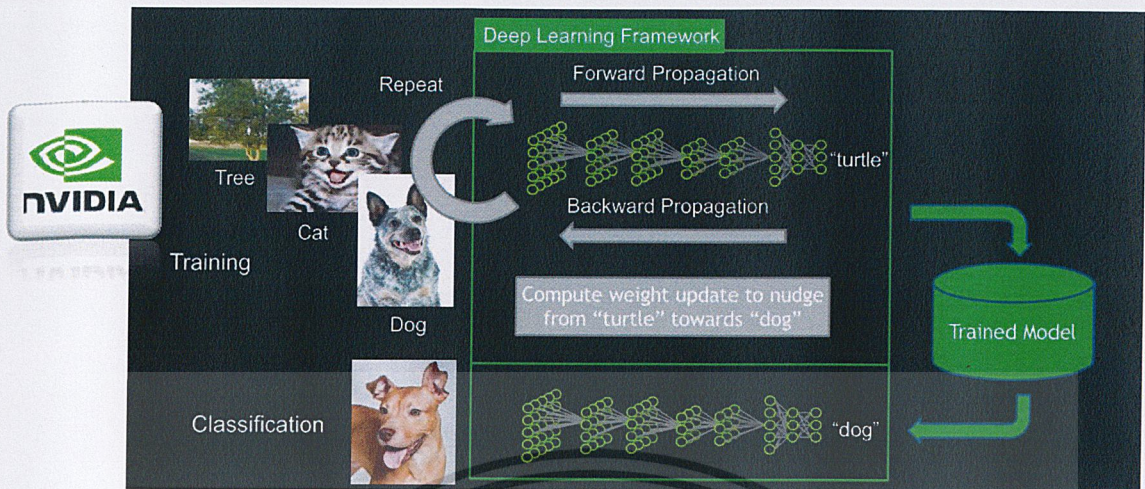 Deep Learning Framework
Forward Propagation
Repeat
"turtle"
Tree
NVIDIA
Backward Propagation
Cat
Training
Compute weight update to nudge
from "turtle" towards "dog"
Dog
Trained Model
Classification
"dog"